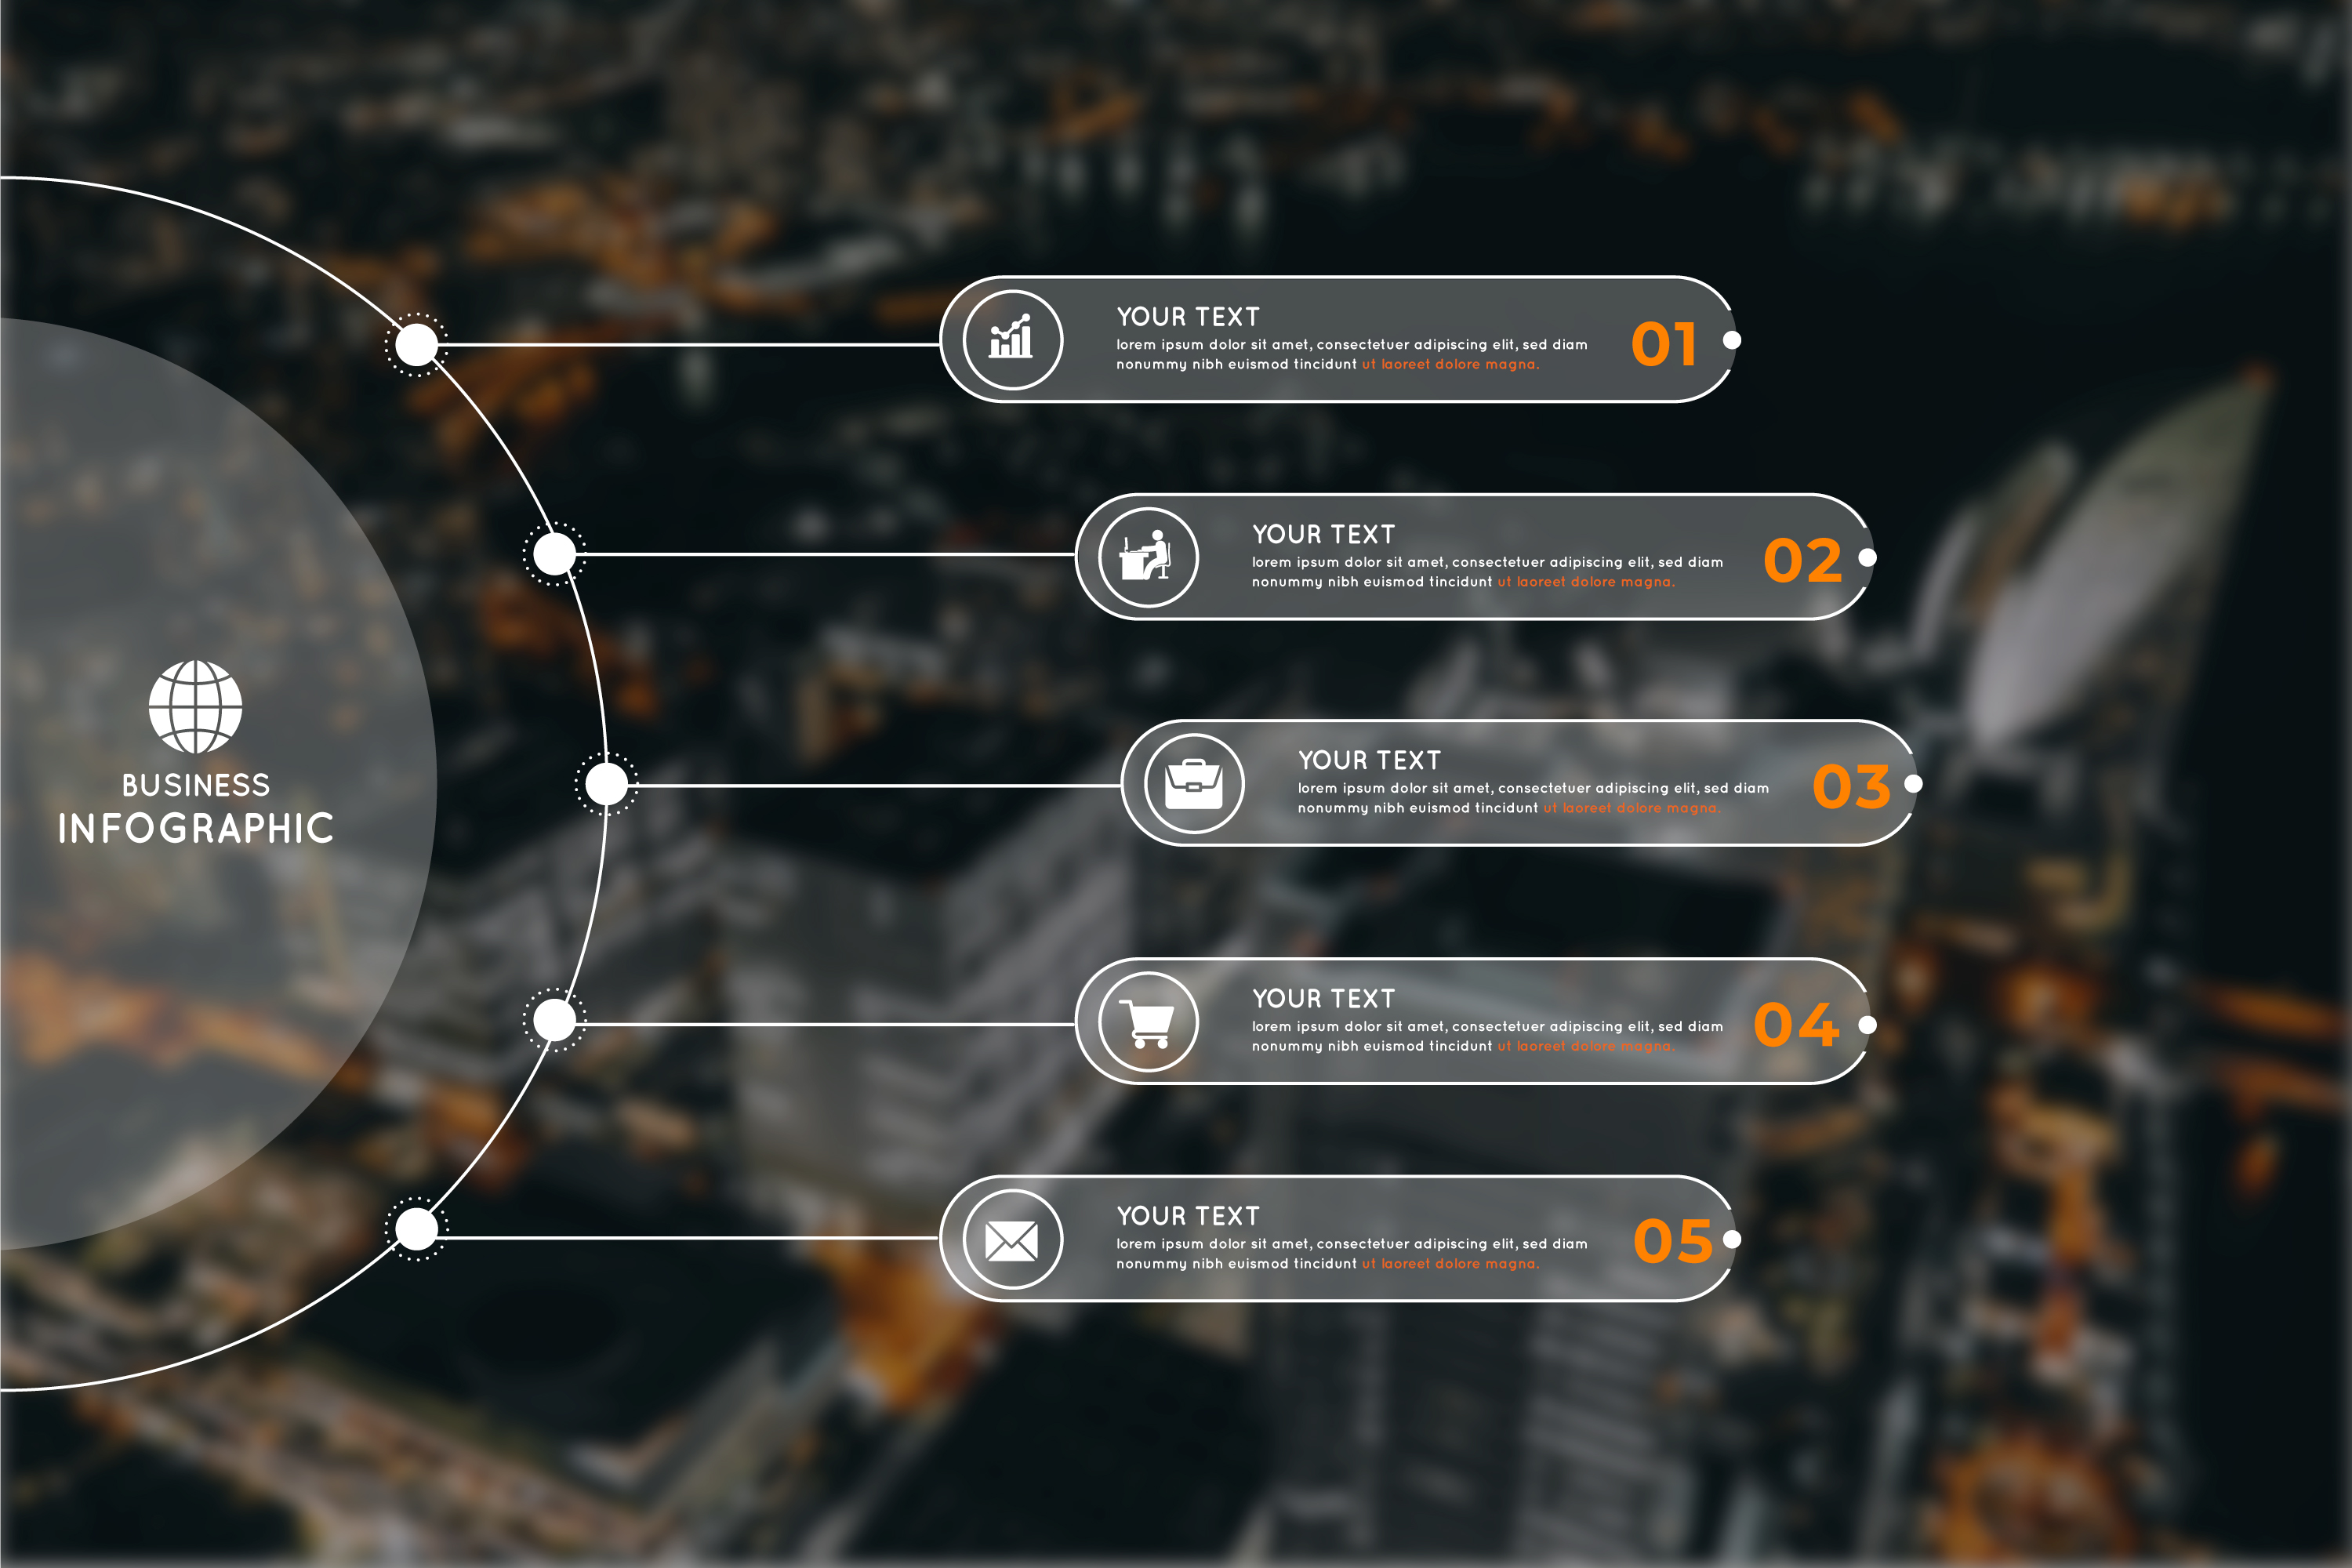 BUSINESS
INFOGRAPHIC
YOUR TEXT
lorem ipsum dolor sit amet, consectetuer adipiscing elit, sed diam
nonummy nibh euismod tincidunt ut laoreet dolore magna.
01
YOUR TEXT
lorem ipsum dolor sit amet, consectetuer adipiscing elit, sed diam
nonummy nibh euismod tincidunt ut laoreet dolore magna.
02
YOUR TEXT
lorem ipsum dolor sit amet, consectetuer adipiscing elit, sed diam
nonummy nibh euismod tincidunt ut laoreet dolore magna.
03
YOUR TEXT
lorem ipsum dolor sit amet, consectetuer adipiscing elit, sed diam
nonummy nibh euismod tincidunt ut laoreet dolore magna.
04
YOUR TEXT
lorem ipsum dolor sit amet, consectetuer adipiscing elit, sed diam
nonummy nibh euismod tincidunt ut laoreet dolore magna.
05